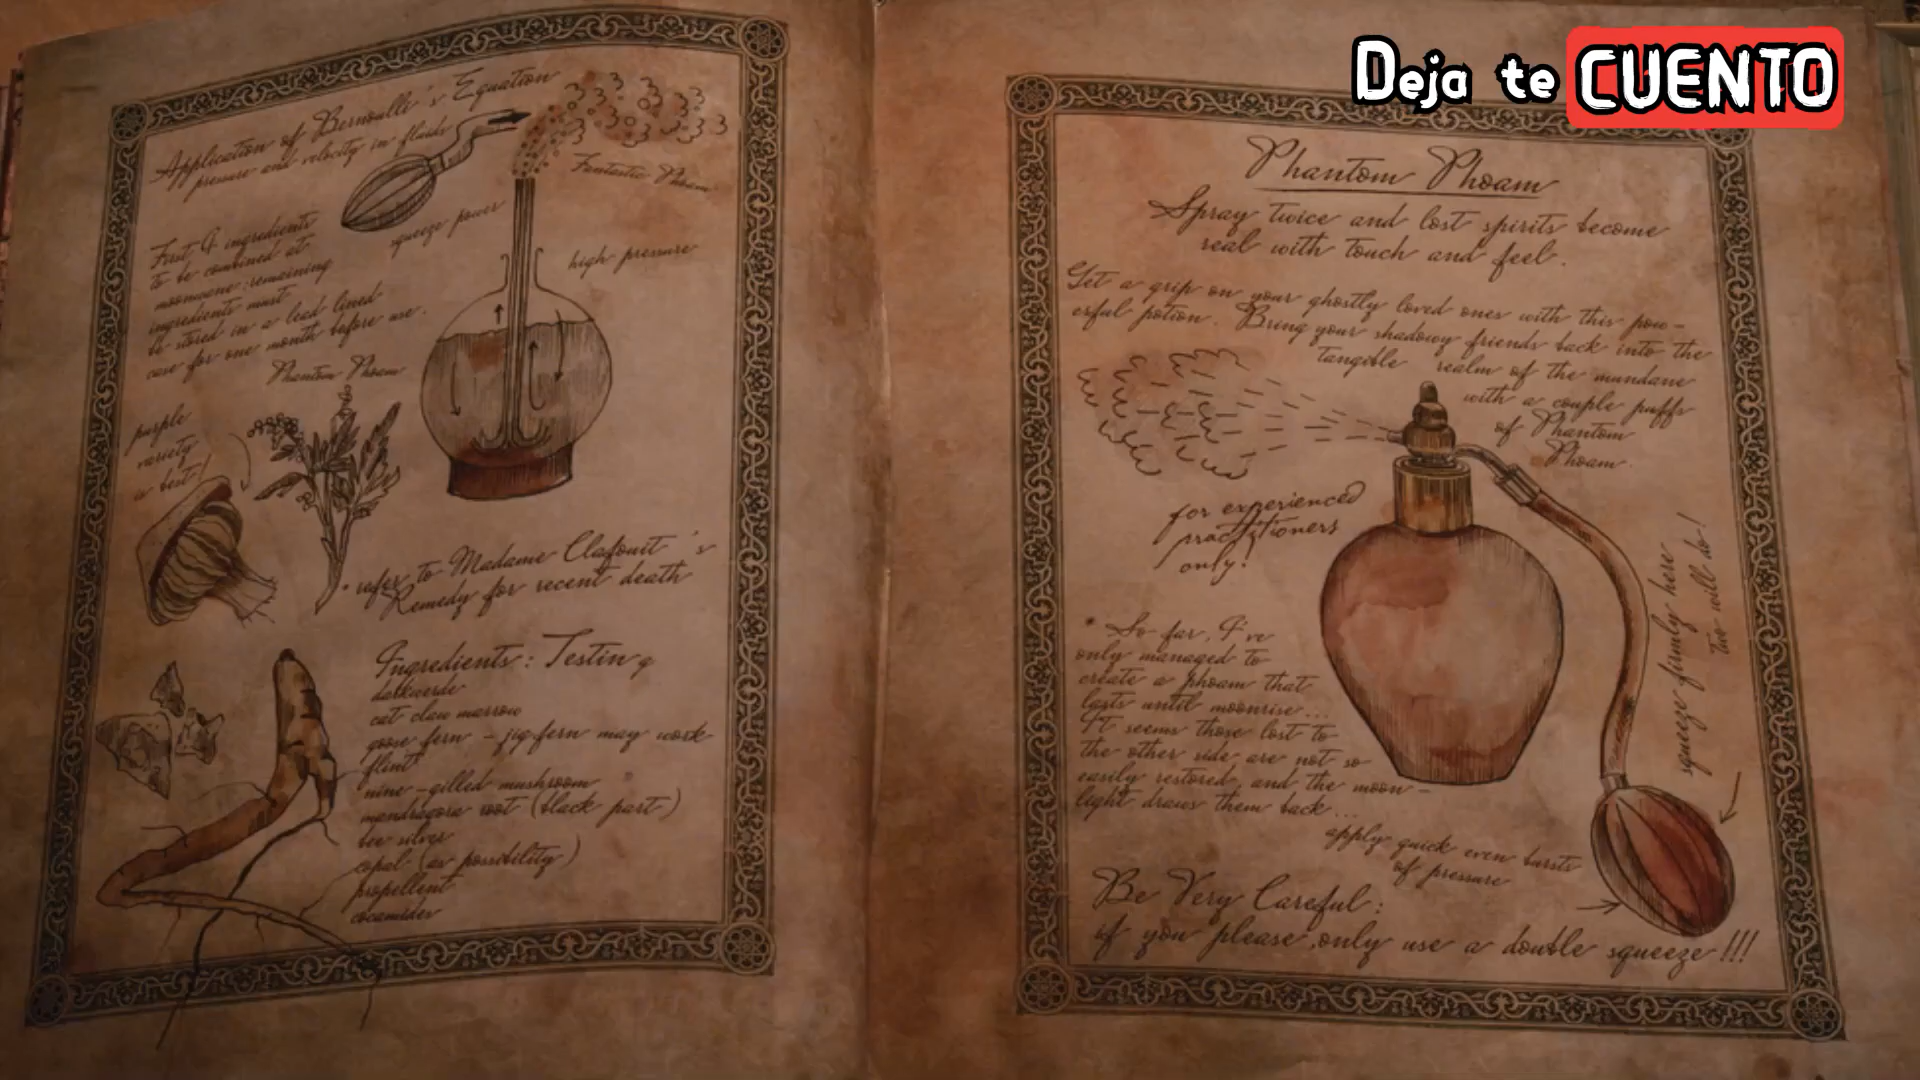 Deja te CUENTO
Application of Bernoulli's Equation
pressure and velocity in fluids
Fantastic Phoam
squeeze power
high pressure
First 4 ingredients
to be combined at
moonwane: remaining
ingredients must
be stored in a lead lined
case for one month before use.
Phantom Phoam
purple
variety
is best!
• refer to Madame Clafouit's
Remedy for recent death
Ingredients: Testing
darkwerde
cat claw marrow
goose fern - jig-fern may work
flint
nine-gilled mushroom
mandragora root (black part)
bee silver
copal (as possibility)
propellent
cocamides
Phantom Phoam
Spray twice and lost spirits become
real with touch and feel.
Get a grip on your ghostly loved ones with this pow-
erful potion. Bring your shadowy friends back into the
tangible realm of the mundane
with a couple puffs
of Phantom
Phoam.
for experienced
practitioners
only!
• So far, I've
only managed to
create a phoam that
lasts until moonrise...
It seems those lost to
the other side are not so
easily restored, and the moon-
light draws them back...
squeeze firmly here
two will do!
apply quick even bursts
of pressure
Be Very Careful:
if you please, only use a double squeeze!!!